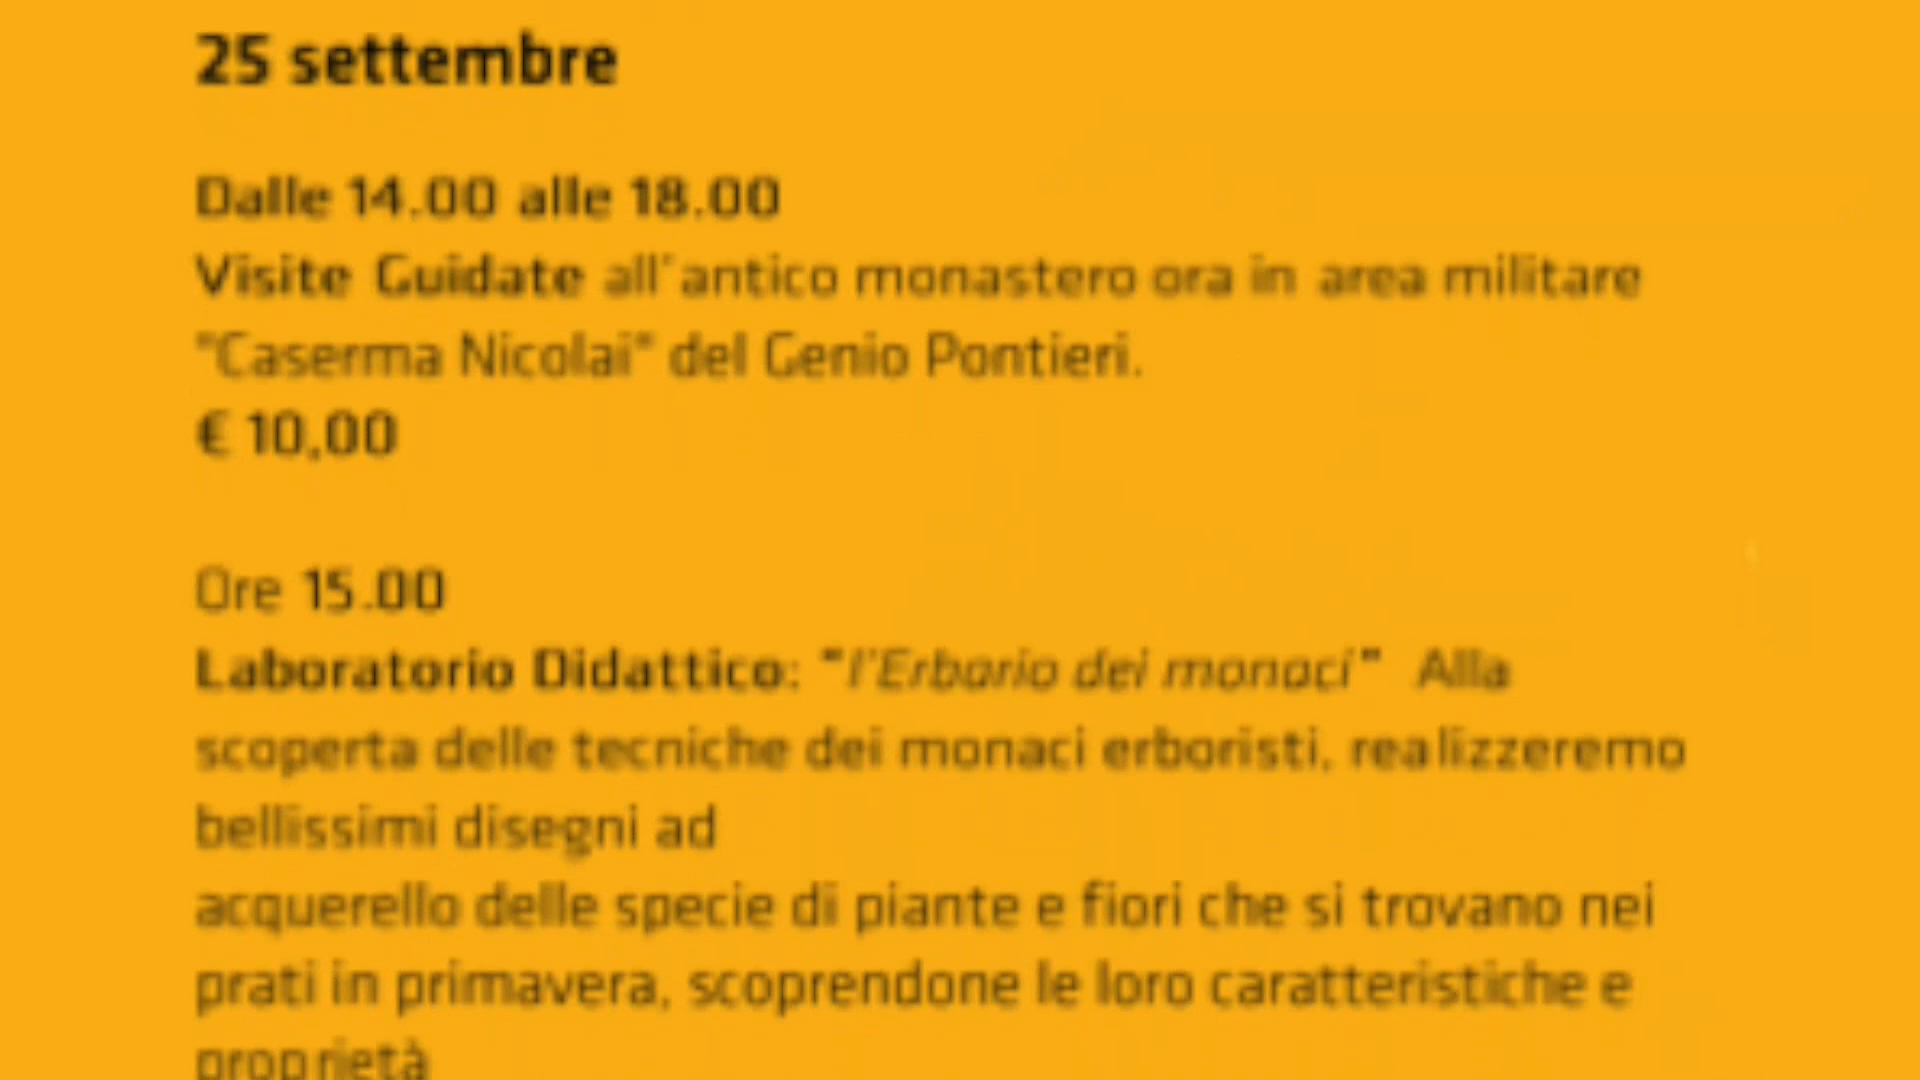 25 settembre
Dalle 14.00 alle 18.00
Visite Guidate all'antico monastero ora in area militare
"Caserma Nicolai" del Genio Pontieri.
€ 10,00
Ore 15.00
Laboratorio Didattico: "l'Erbario dei monaci" Alla
scoperta delle tecniche dei monaci erboristi, realizzeremo
bellissimi disegni ad
acquerello delle specie di piante e fiori che si trovano nei
prati in primavera, scoprendone le loro caratteristiche e
proprietà